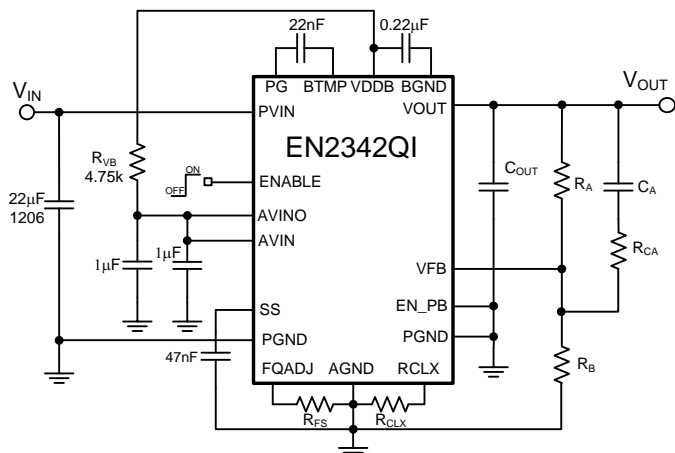 22nF
0.22µF
PG
BTMP
VDDB
BGND
VIN
VOUT
PVIN
VOUT
EN2342QI
RVB
4.75k
ON
OFF
ENABLE
COUT
RA
CA
22µF
1206
AVINO
AVIN
1µF
1µF
RCA
VFB
SS
EN_PB
PGND
PGND
47nF
FQADJ
AGND
RCLX
RB
RFS
RCLX